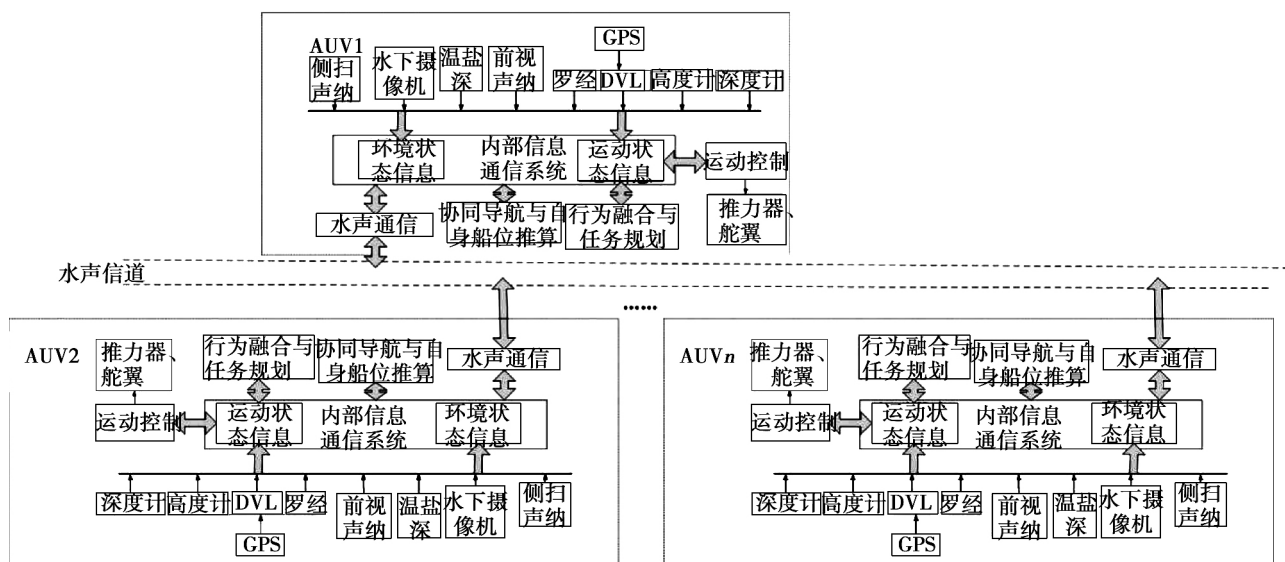 GPS
AUV1
侧扫
声纳
水下摄
像机
温盐
深
前视
声纳
罗经
DVL
高度计
深度计
环境状
态信息
内部信息
通信系统
运动状
态信息
运动控制
水声通信
协同导航与自
身船位推算
行为融合与
任务规划
推力器、
舵翼
水声信道
……
AUV2
推力器、
舵翼
行为融合与
任务规划
协同导航与自
身船位推算
水声通信
运动控制
运动状
态信息
内部信息
通信系统
环境状
态信息
深度计
高度计
DVL
罗经
前视
声纳
温盐
深
水下摄
像机
侧扫
声纳
GPS
AUVn
推力器、
舵翼
行为融合与
任务规划
协同导航与自
身船位推算
水声通信
运动控制
运动状
态信息
内部信息
通信系统
环境状
态信息
深度计
高度计
DVL
罗经
前视
声纳
温盐
深
水下摄
像机
侧扫
声纳
GPS